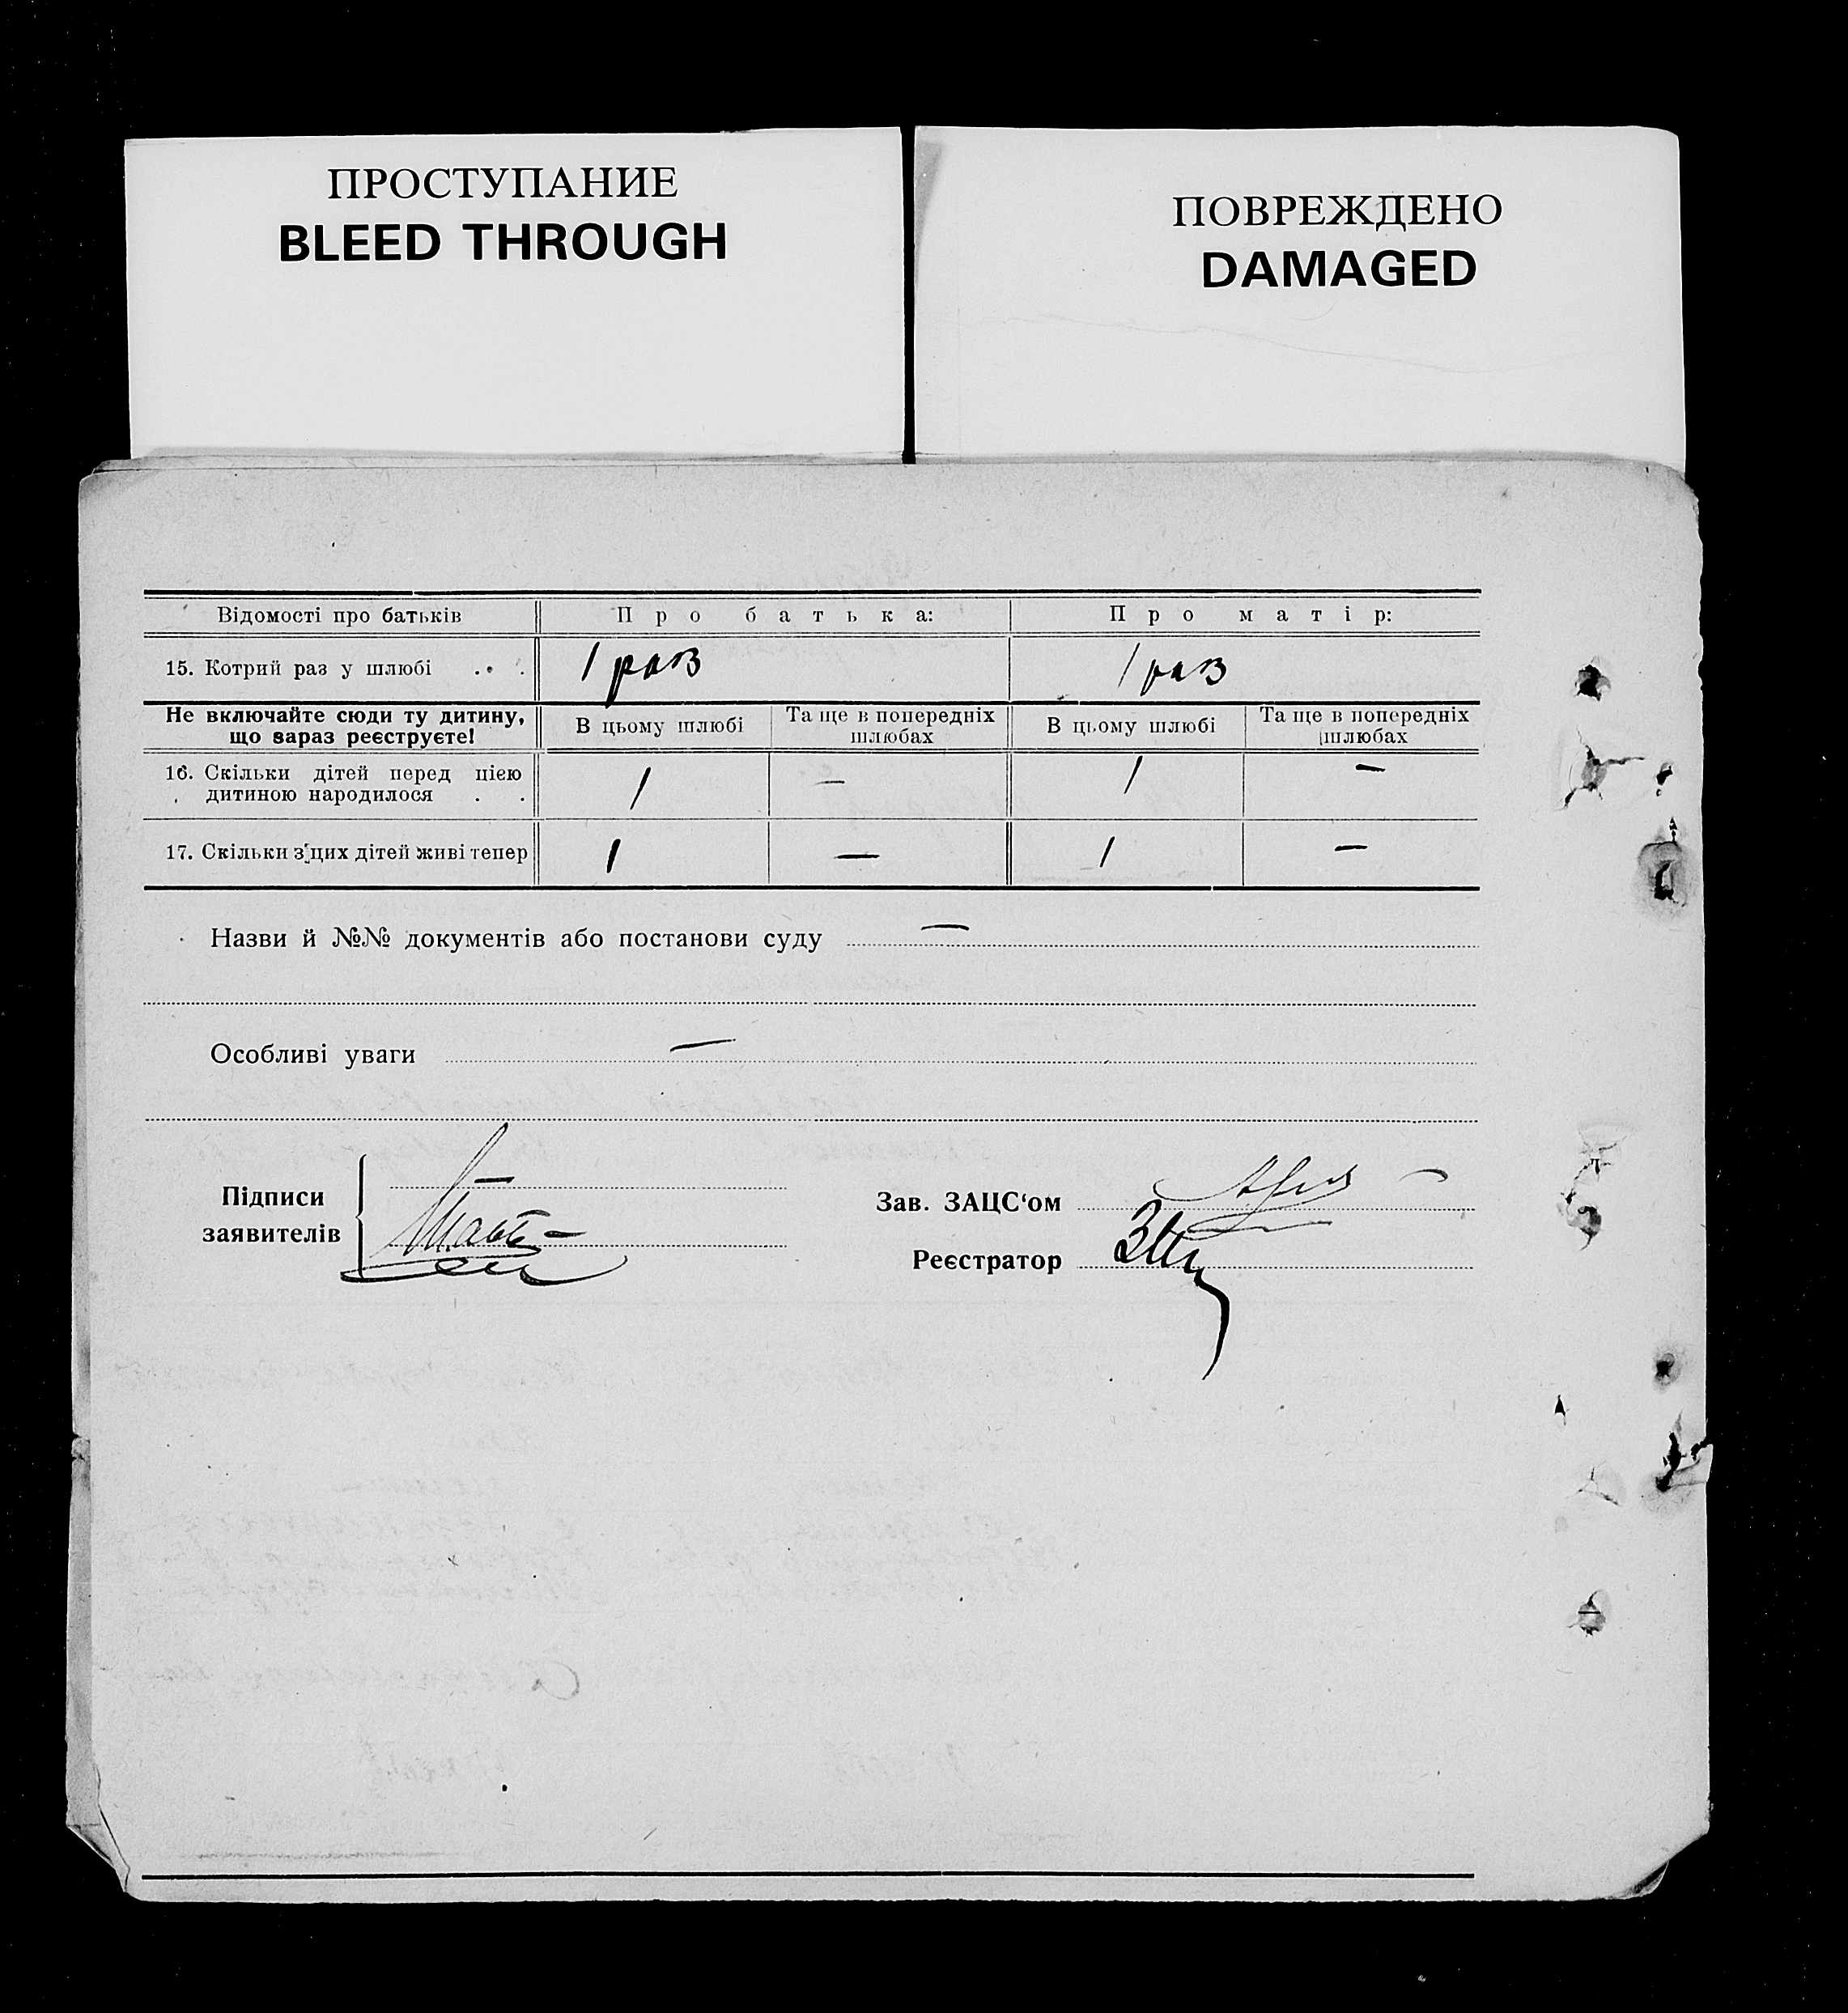 ПРОСТУПАНИЕ
BLEED THROUGH
ПОВРЕЖДЕНО
DAMAGED
Відомості про батьків Про батька: Про матір:
15. Котрий раз у шлюбі . . . 1 раз 1 раз
Не включайте сюди ту дитину, що зараз реєструєте! В цьому шлюбі Та ще в попередніх шлюбах В цьому шлюбі Та ще в попередніх шлюбах
16. Скільки дітей перед цією
дитиною народилося . . 1 — 1 —
17. Скільки з цих дітей живі тепер 1 — 1 —
Назви й №№ документів або постанови суду —
Особливі уваги —
Підписи
заявителів
Зав. ЗАЦС‘ом
Реєстратор